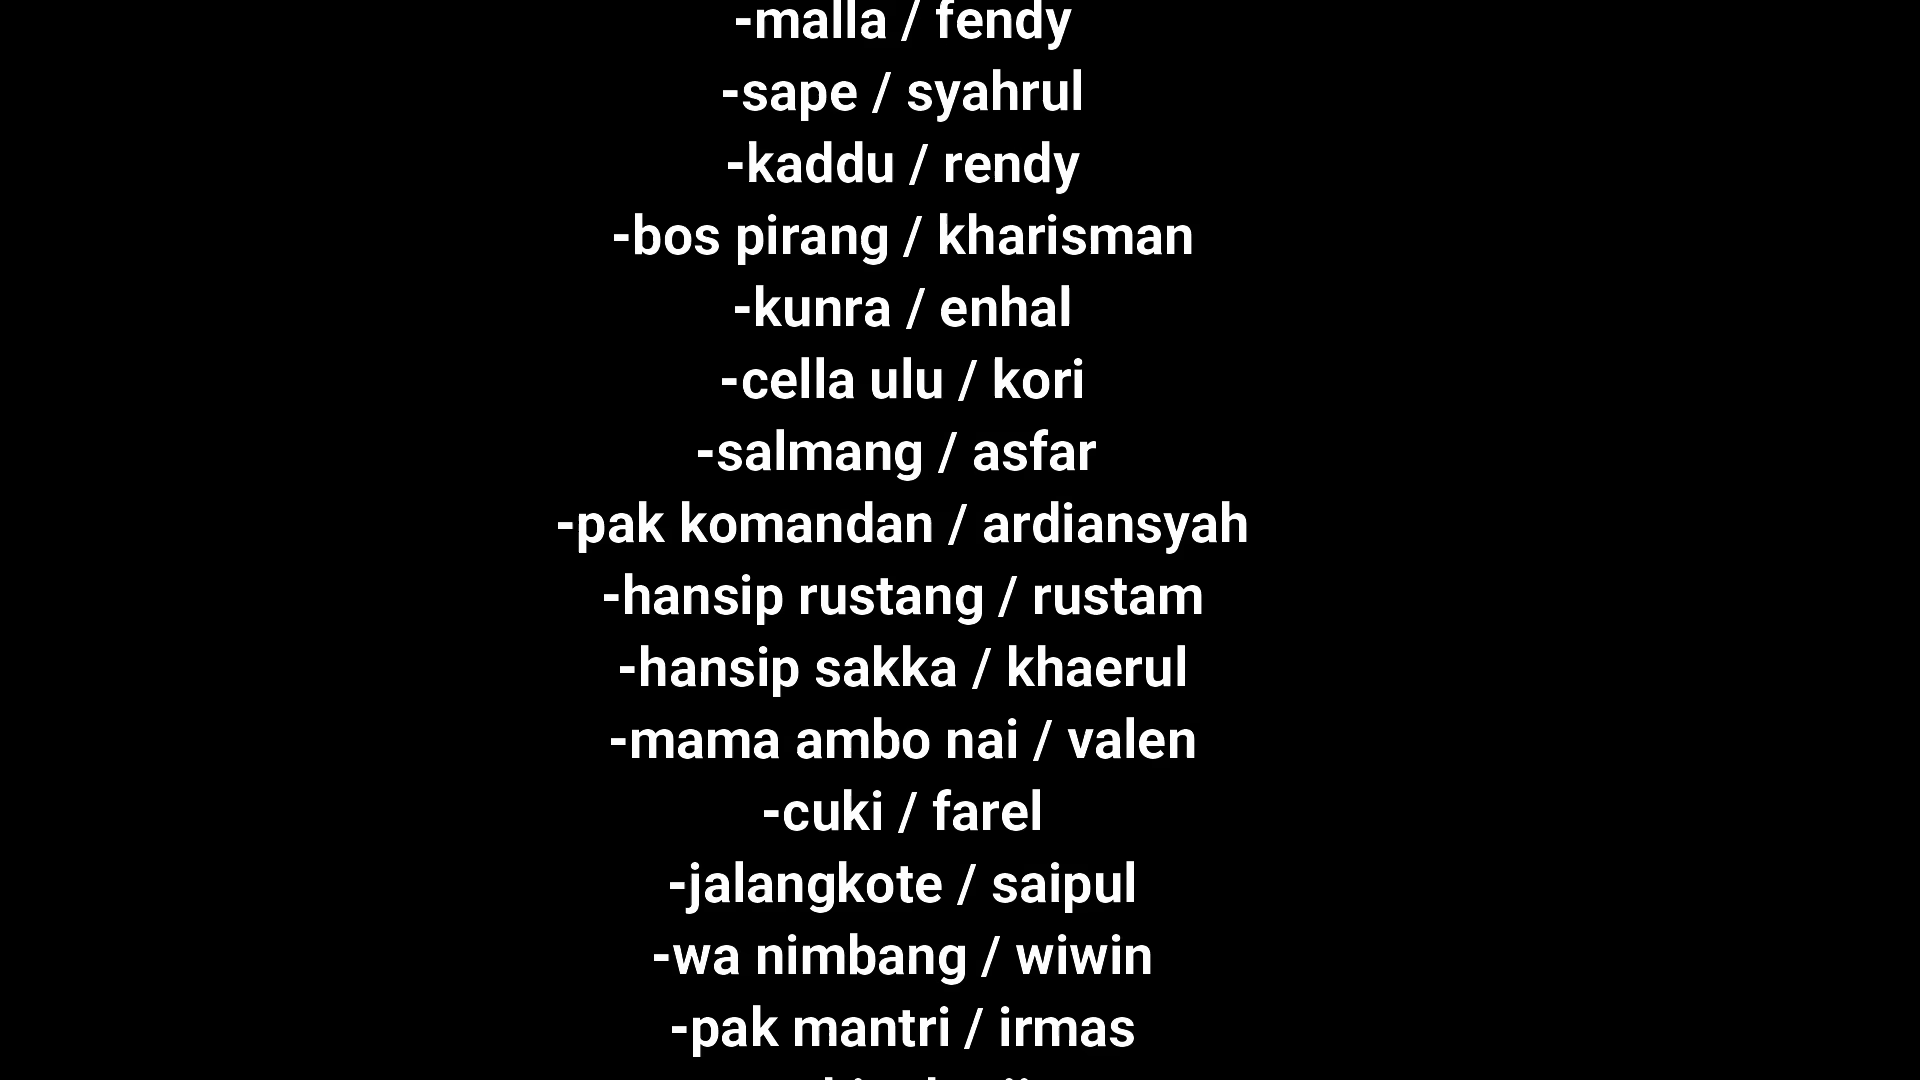 -malla / fendy
-sape / syahrul
-kaddu / rendy
-bos pirang / kharisman
-kunra / enhal
-cella ulu / kori
-salmang / asfar
-pak komandan / ardiansyah
-hansip rustang / rustam
-hansip sakka / khaerul
-mama ambo nai / valen
-cuki / farel
-jalangkote / saipul
-wa nimbang / wiwin
-pak mantri / irmas